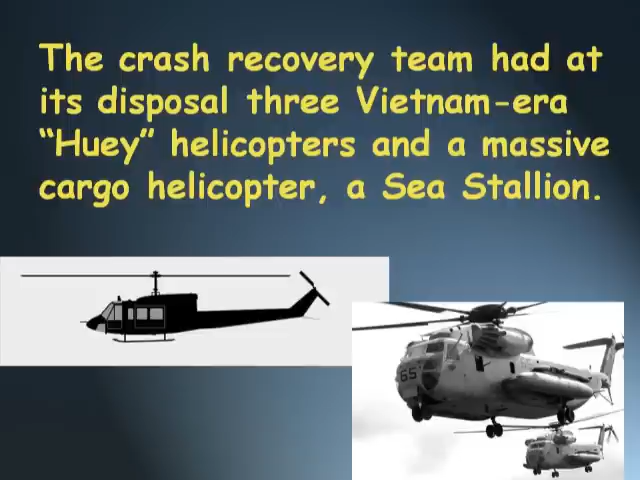 The crash recovery team had at
its disposal three Vietnam-era
“Huey” helicopters and a massive
cargo helicopter, a Sea Stallion.
65